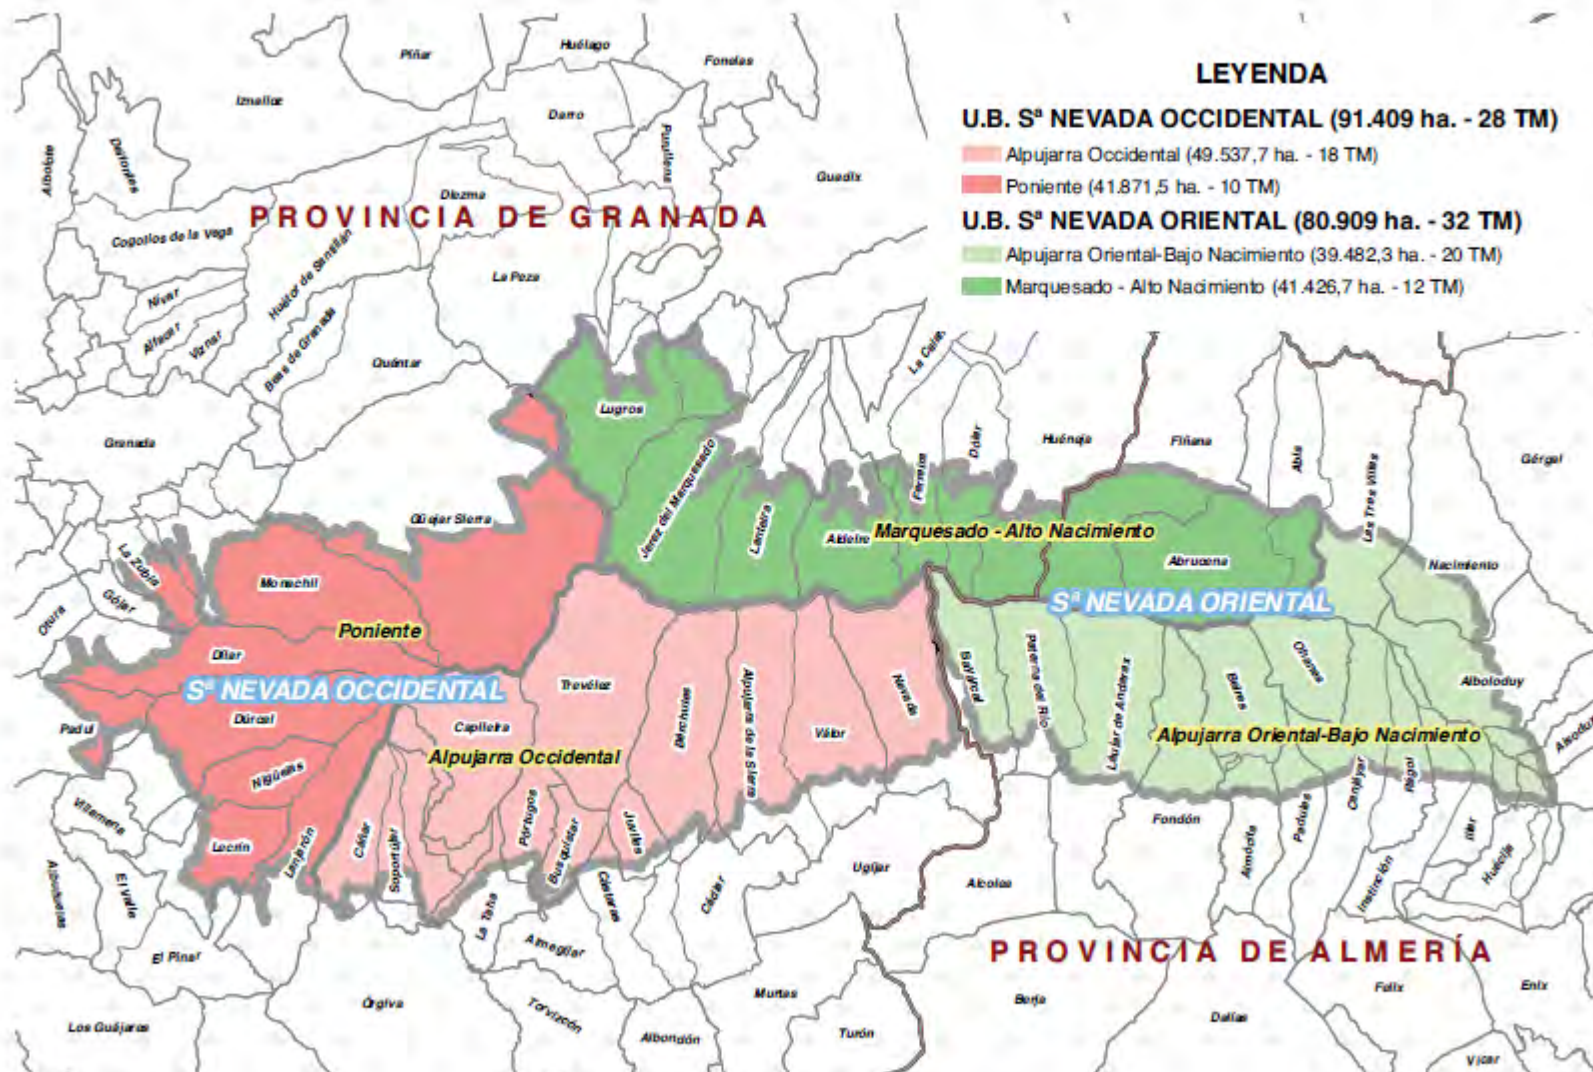 LEYENDA
U.B. Sª NEVADA OCCIDENTAL (91.409 ha. - 28 TM)
Alpujarra Occidental (49.537,7 ha. - 18 TM)
Poniente (41.871,5 ha. - 10 TM)
U.B. Sª NEVADA ORIENTAL (80.909 ha. - 32 TM)
Alpujarra Oriental-Bajo Nacimiento (39.482,3 ha. - 20 TM)
Marquesado - Alto Nacimiento (41.426,7 ha. - 12 TM)
Píñar
Huélago
Fonelas
Iznalloz
Darro
Deifontes
Albolote
Purullena
Guadix
Diezma
PROVINCIA DE GRANADA
Cogollos de la Vega
Huétor de Santillán
La Peza
Nívar
Alfacar
Víznar
Beas de Granada
Quéntar
Lugros
Granada
Jerez del Marquesado
Lanteira
Aldeire
Ferreira
Dólar
Huéneja
Fiñana
Abla
Las Tres Villas
Gérgal
Marquesado - Alto Nacimiento
Güejar Sierra
La Zubia
Gójar
Otura
Monachil
Abrucena
Nacimiento
Sª NEVADA ORIENTAL
Poniente
Dílar
Sª NEVADA OCCIDENTAL
Trevélez
Bérchules
Alpujarra de la Sierra
Nevada
Válor
Bayárcal
Paterna del Río
Láujar de Andarax
Beires
Ohanes
Alboloduy
Alsodux
Padul
Dúrcal
Capileira
Alpujarra Occidental
Alpujarra Oriental-Bajo Nacimiento
Nigüelas
Villamena
Lecrín
Lanjarón
Cáñar
Soportújar
Pórtugos
Busquístar
Juviles
Cástaras
Cádiar
Ugíjar
Alcolea
Fondón
Almócita
Padules
Canjáyar
Rágol
Instinción
Illar
Huécija
Albuñuelas
El Valle
El Pinar
La Taha
Almegíjar
PROVINCIA DE ALMERÍA
Los Guájares
Órgiva
Torvizcón
Albondón
Murtas
Turón
Berja
Dalías
Felix
Enix
Vícar